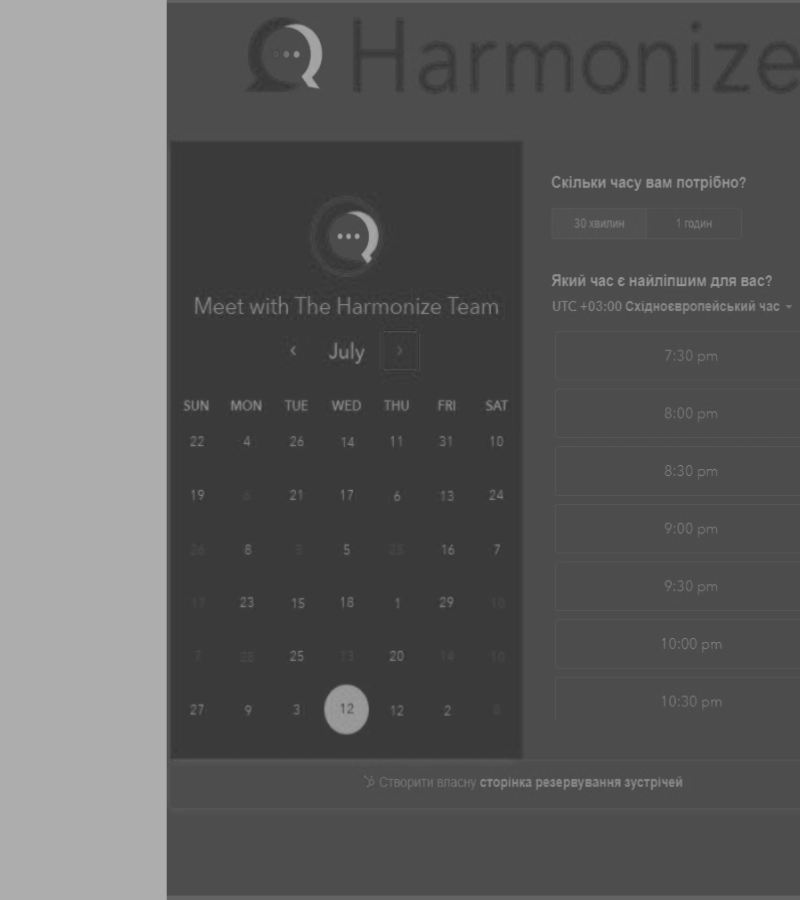 Harmonize
Meet with The Harmonize Team
July
SUN MON TUE WED THU FRI SAT
22 4 26 14 11 31 10
19 6 21 17 6 13 24
8 5 25 16 7
17 23 15 18 1 29 10
7 28 25 13 20 14 10
27 9 3 12 12 2
Скільки часу вам потрібно?
30 хвилин 1 годин
Який час є найліпшим для вас?
UTC +03:00 Східноєвропейський час
7:30 pm
8:00 pm
8:30 pm
9:00 pm
9:30 pm
10:00 pm
10:30 pm
Створити власну сторінка резервування зустрічей